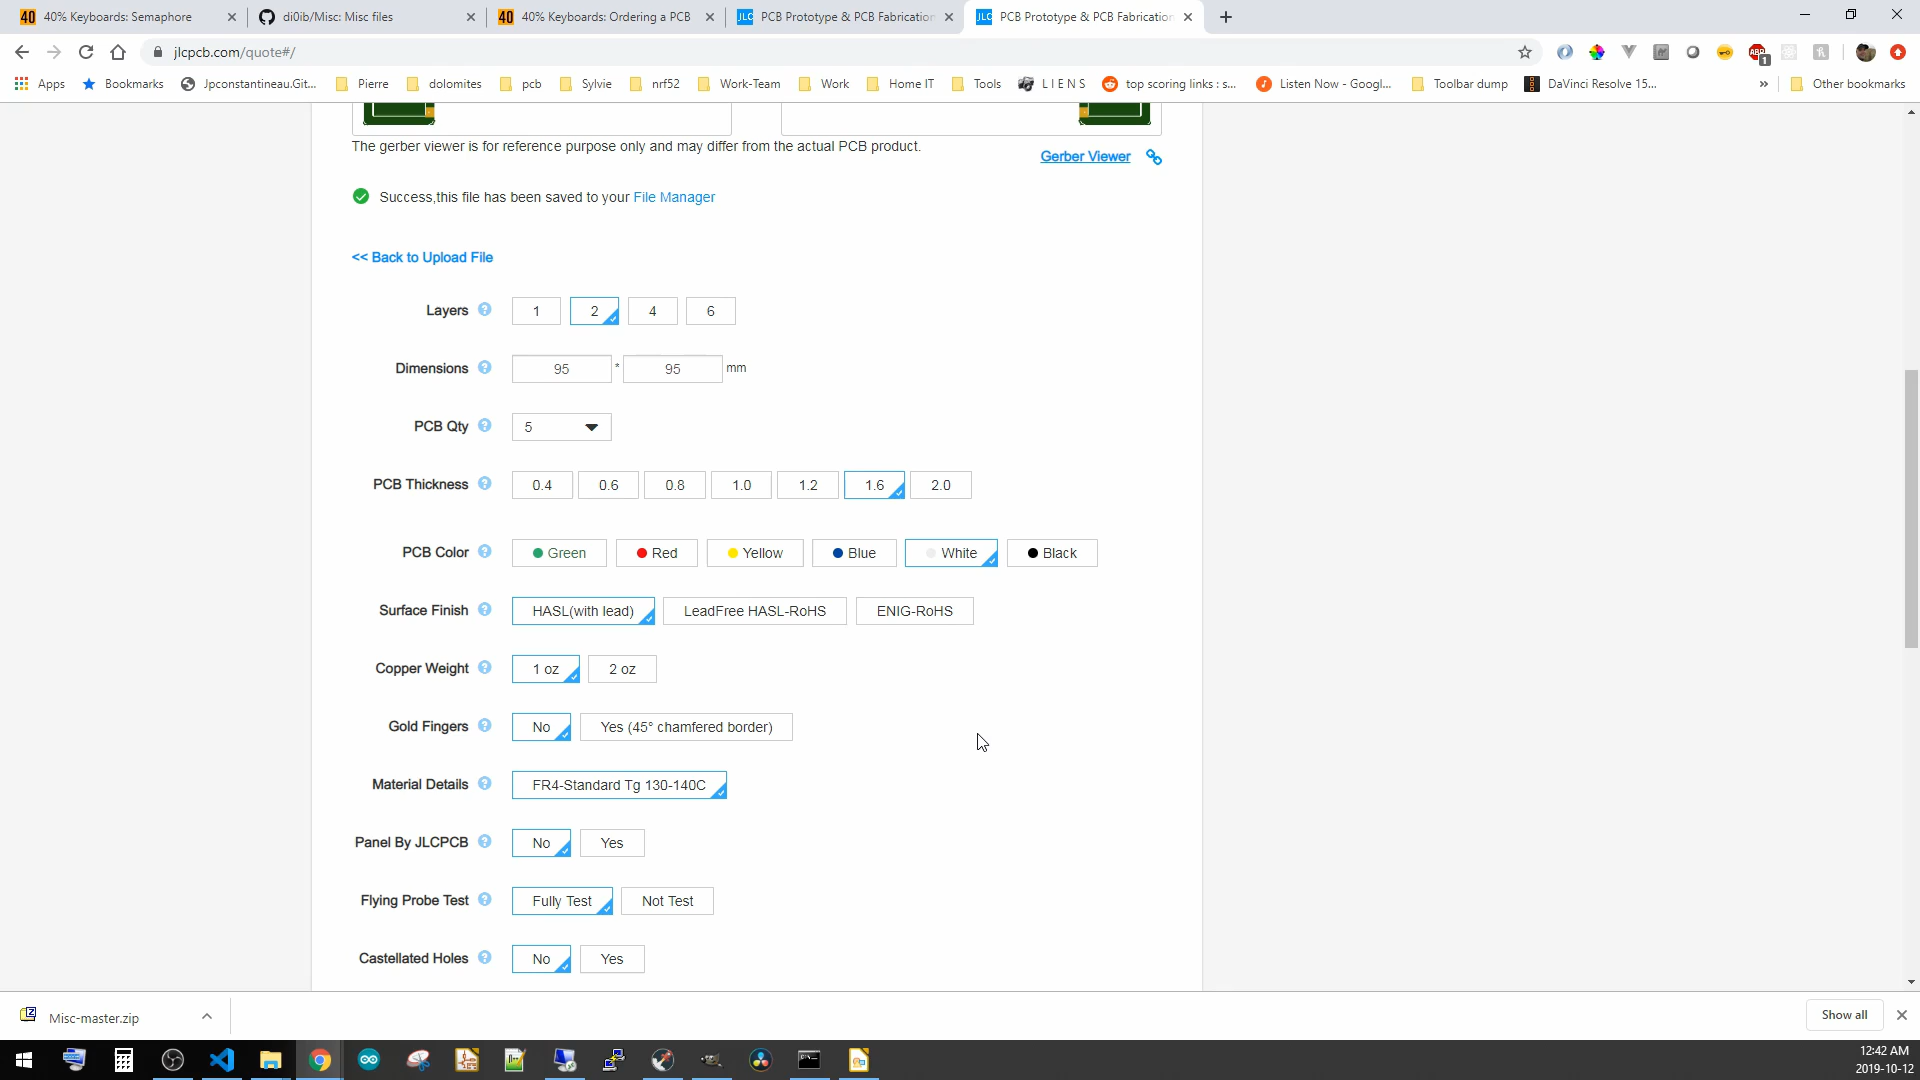 40% Keyboards: Semaphore
di0ib/Misc: Misc files
40% Keyboards: Ordering a PCB
JLC PCB Prototype & PCB Fabrication
JLC PCB Prototype & PCB Fabrication
jlcpcb.com/quote#/
Apps
Bookmarks
Jpconstantineau.Git...
Pierre
dolomites
pcb
Sylvie
nrf52
Work-Team
Work
Home IT
Tools
L I E N S
top scoring links : s...
Listen Now - Googl...
Toolbar dump
DaVinci Resolve 15...
»
Other bookmarks
The gerber viewer is for reference purpose only and may differ from the actual PCB product.
Gerber Viewer
Success,this file has been saved to your File Manager
<< Back to Upload File
Layers ? 1 2 4 6
Dimensions ? 95 * 95 mm
PCB Qty ? 5
PCB Thickness ? 0.4 0.6 0.8 1.0 1.2 1.6 2.0
PCB Color ? Green Red Yellow Blue White Black
Surface Finish ? HASL(with lead) LeadFree HASL-RoHS ENIG-RoHS
Copper Weight ? 1 oz 2 oz
Gold Fingers ? No Yes (45° chamfered border)
Material Details ? FR4-Standard Tg 130-140C
Panel By JLCPCB ? No Yes
Flying Probe Test ? Fully Test Not Test
Castellated Holes ? No Yes
Misc-master.zip
Show all
12:42 AM
2019-10-12